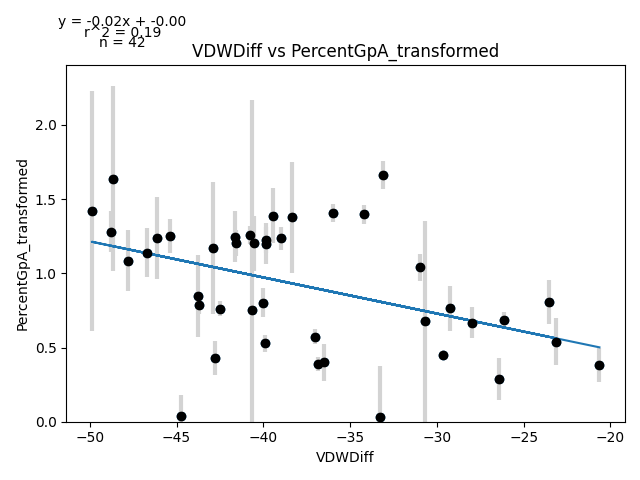 y = -0.02x + -0.00
r^2 = 0.19
n = 42
VDWDiff vs PercentGpA_transformed
PercentGpA_transformed
2.0
1.5
1.0
0.5
0.0
−50 −45 −40 −35 −30 −25 −20
VDWDiff